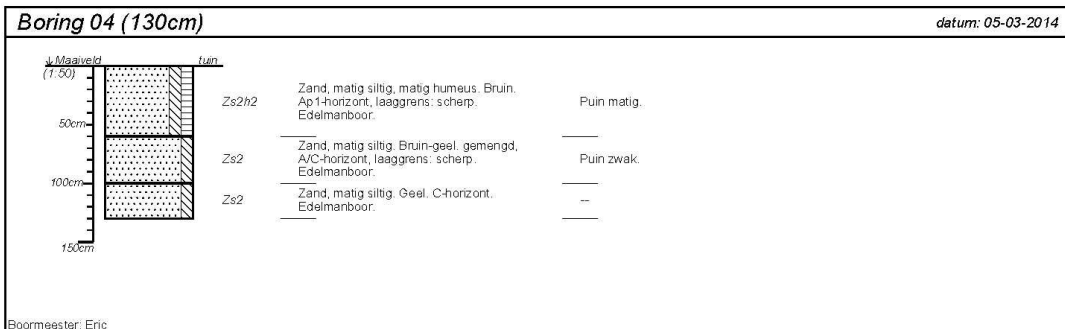 Boring 04 (130cm)
datum: 05-03-2014
↓ Maaiveld
tuin
(1:50)
Zs2h2
Zand, matig siltig, matig humeus. Bruin.
Ap1-horizont, laaggrens: scherp.
Edelmanboor.
Puin matig.
50cm
Zs2
Zand, matig siltig. Bruin-geel. gemengd,
A/C-horizont, laaggrens: scherp.
Edelmanboor.
Puin zwak.
100cm
Zs2
Zand, matig siltig. Geel. C-horizont.
Edelmanboor.
--
150cm
Boormeester: Eric